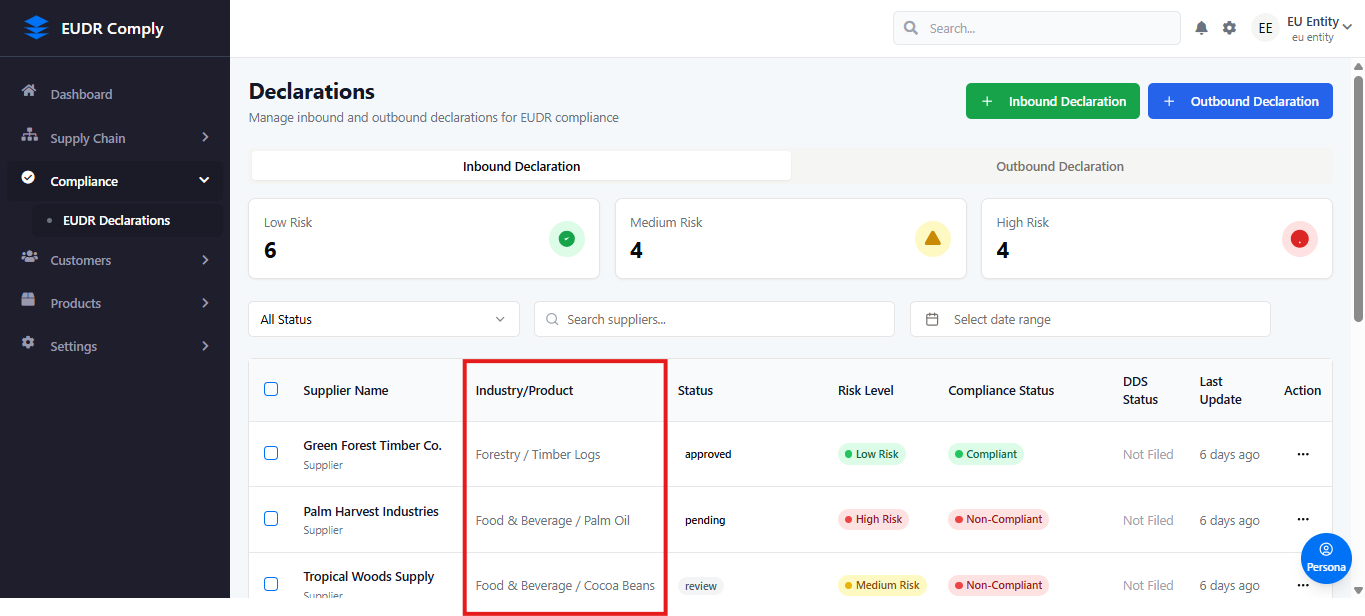 EUDR Comply
Search...
EE
EU Entity
eu entity
Dashboard
Supply Chain
Compliance
EUDR Declarations
Customers
Products
Settings
Declarations
Manage inbound and outbound declarations for EUDR compliance
+ Inbound Declaration
+ Outbound Declaration
Inbound Declaration
Outbound Declaration
Low Risk
6
Medium Risk
4
High Risk
4
All Status
Search suppliers...
Select date range
Supplier Name
Industry/Product
Status
Risk Level
Compliance Status
DDS
Status
Last
Update
Action
Green Forest Timber Co.
Supplier
Forestry / Timber Logs
approved
Low Risk
Compliant
Not Filed
6 days ago
...
Palm Harvest Industries
Supplier
Food & Beverage / Palm Oil
pending
High Risk
Non-Compliant
Not Filed
6 days ago
...
Tropical Woods Supply
Supplier
Food & Beverage / Cocoa Beans
review
Medium Risk
Non-Compliant
Not Filed
6 days ago
...
Persona